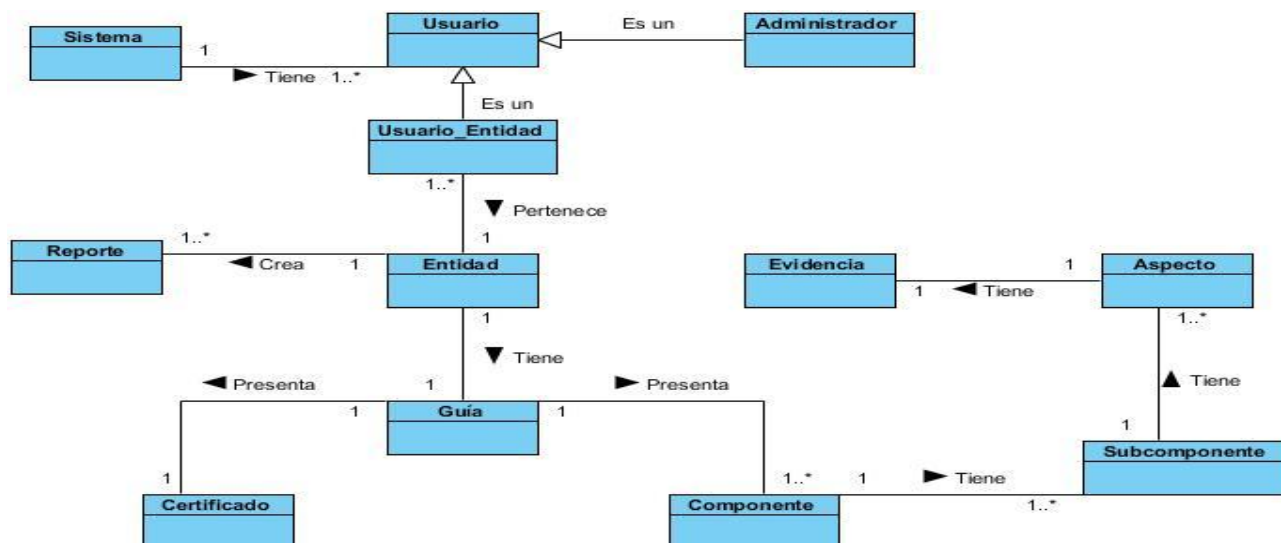 Usuario
Administrador
Sistema
Es un
1
Tiene 1..*
Es un
Usuario_Entidad
1..*
Pertenece
1
Reporte
1..*
Crea
1
Entidad
Evidencia
1
Tiene
1
Aspecto
1
1..*
Tiene
Tiene
Presenta
1
Presenta
1
Guía
1
1
1
Subcomponente
1..*
1
Tiene
Certificado
Componente
1..*